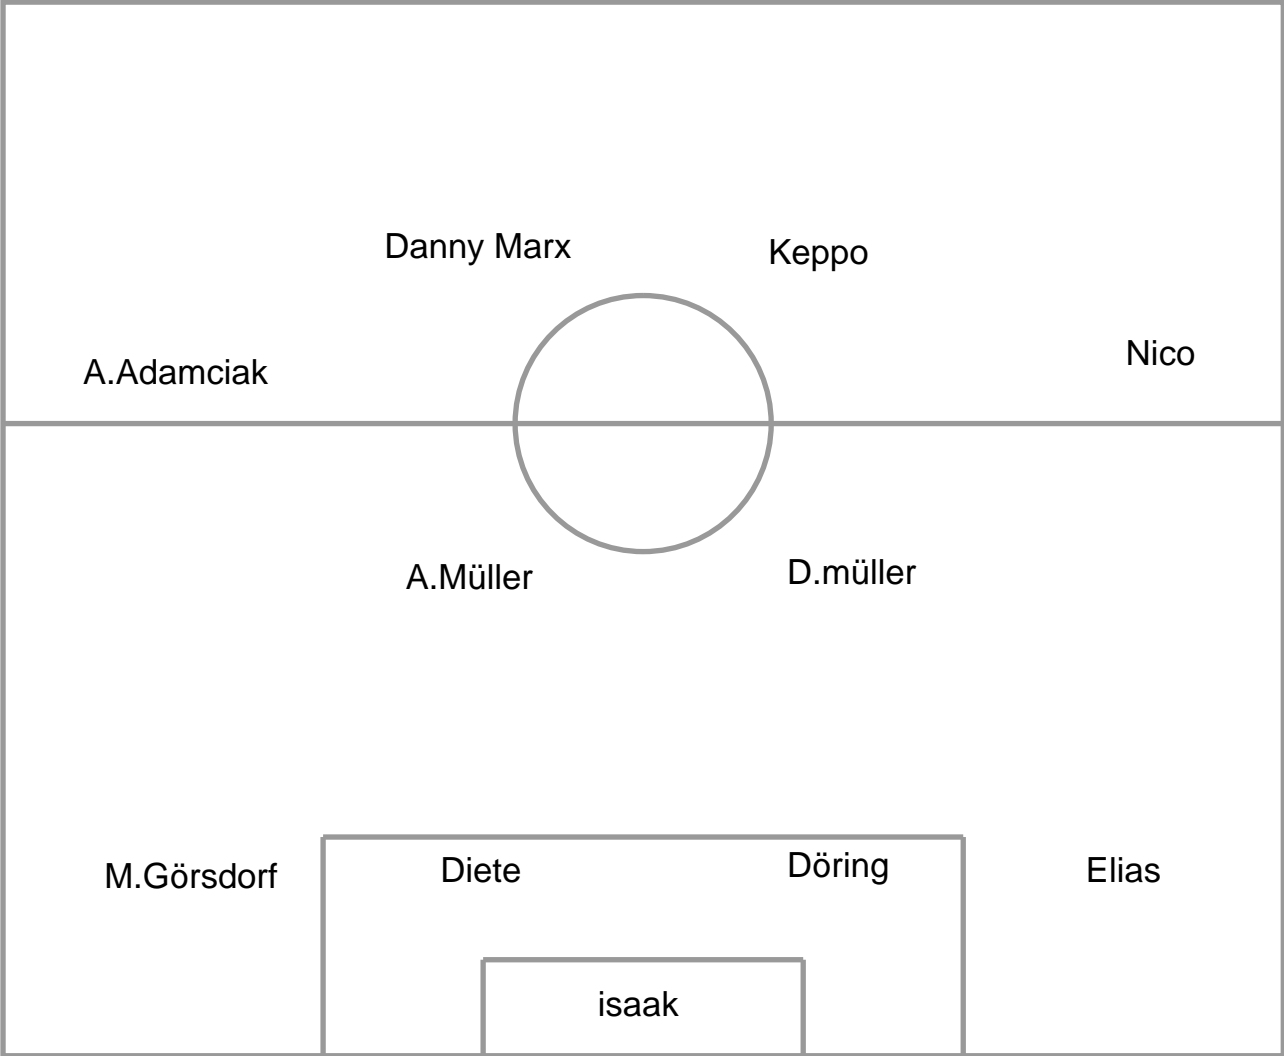 Danny Marx
Keppo
A.Adamciak
Nico
A.Müller
D.müller
M.Görsdorf
Diete
Döring
Elias
isaak